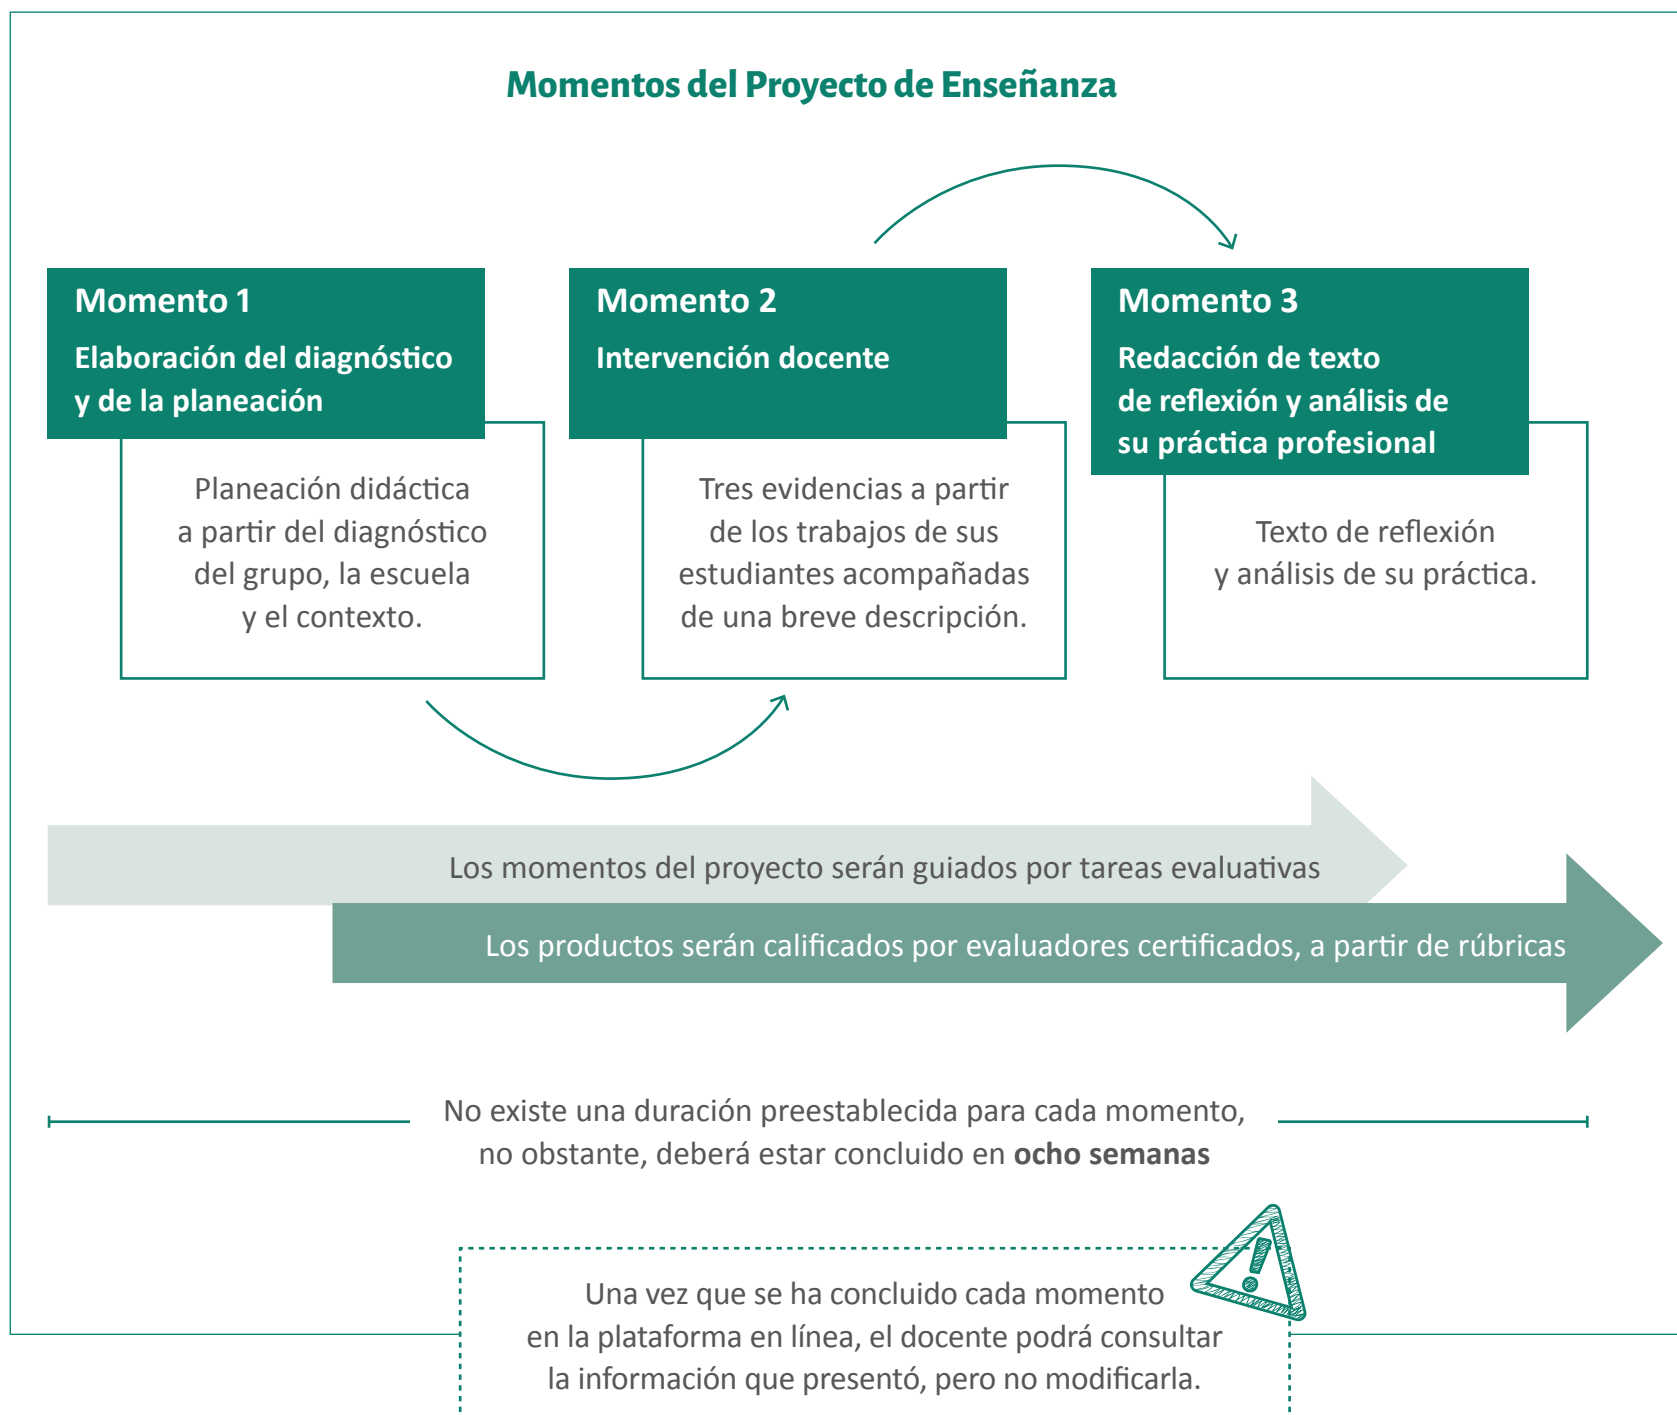 Momentos del Proyecto de Enseñanza
Momento 1
Elaboración del diagnóstico
y de la planeación
Planeación didáctica
a partir del diagnóstico
del grupo, la escuela
y el contexto.
Momento 2
Intervención docente
Tres evidencias a partir
de los trabajos de sus
estudiantes acompañadas
de una breve descripción.
Momento 3
Redacción de texto
de reflexión y análisis de
su práctica profesional
Texto de reflexión
y análisis de su práctica.
Los momentos del proyecto serán guiados por tareas evaluativas
Los productos serán calificados por evaluadores certificados, a partir de rúbricas
No existe una duración preestablecida para cada momento,
no obstante, deberá estar concluido en ocho semanas
Una vez que se ha concluido cada momento
en la plataforma en línea, el docente podrá consultar
la información que presentó, pero no modificarla.